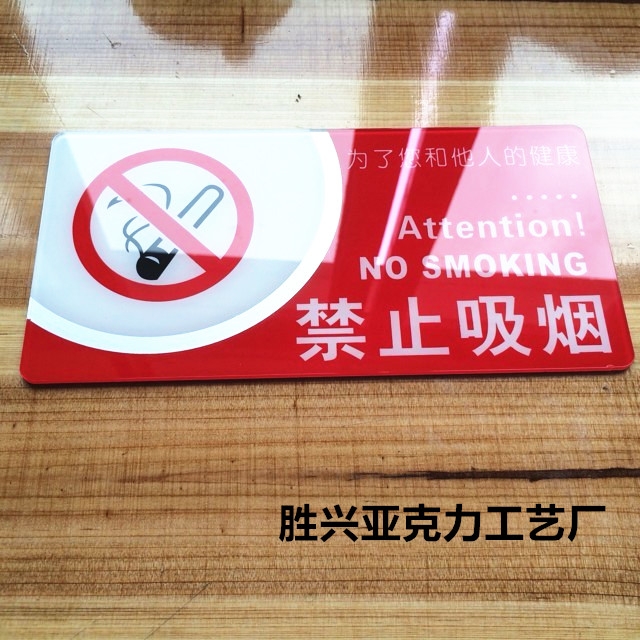 为了您和他人的健康
.....
Attention!
NO SMOKING
禁止吸烟
胜兴亚克力工艺厂